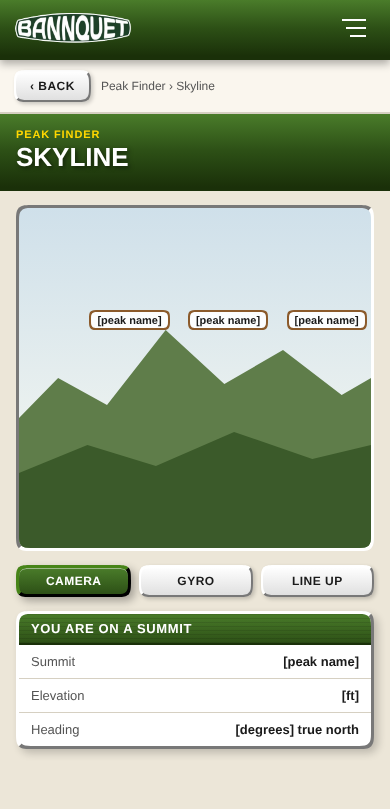 BANNQUET
‹ BACK
Peak Finder › Skyline
PEAK FINDER
SKYLINE
[peak name] [peak name] [peak name]
CAMERA GYRO LINE UP
YOU ARE ON A SUMMIT
Summit [peak name]
Elevation [ft]
Heading [degrees] true north